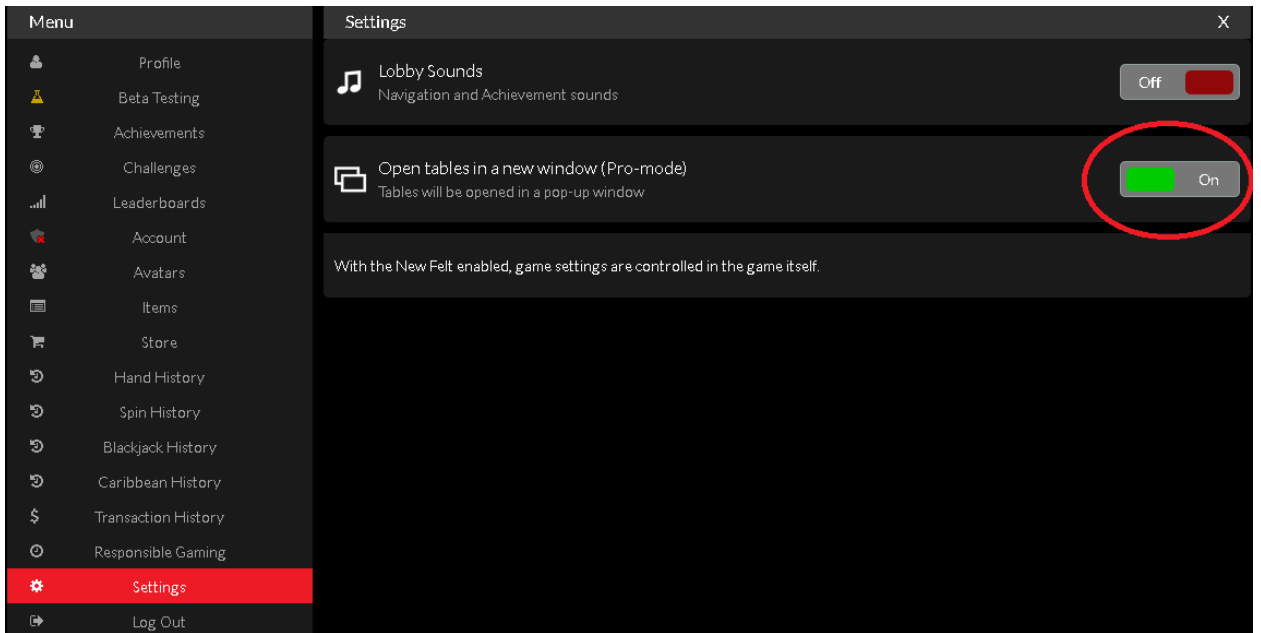 Menu
Profile
Beta Testing
Achievements
Challenges
Leaderboards
Account
Avatars
Items
Store
Hand History
Spin History
Blackjack History
Caribbean History
Transaction History
Responsible Gaming
Settings
Log Out
Settings X
Lobby Sounds
Navigation and Achievement sounds
Off
Open tables in a new window (Pro-mode)
Tables will be opened in a pop-up window
On
With the New Felt enabled, game settings are controlled in the game itself.